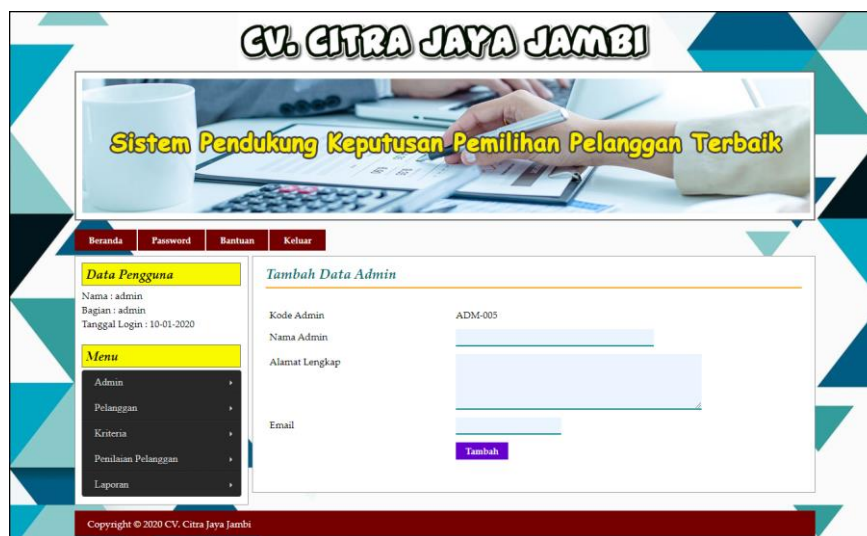 CV. CITRA JAYA JAMBI
Sistem Pendukung Keputusan Pemilihan Pelanggan Terbaik
Beranda Password Bantuan Keluar
Data Pengguna
Nama : admin
Bagian : admin
Tanggal Login : 10-01-2020
Menu
Admin
Pelanggan
Kriteria
Penilaian Pelanggan
Laporan
Tambah Data Admin
Kode Admin ADM-005
Nama Admin
Alamat Lengkap
Email
Tambah
Copyright © 2020 CV. Citra Jaya Jambi